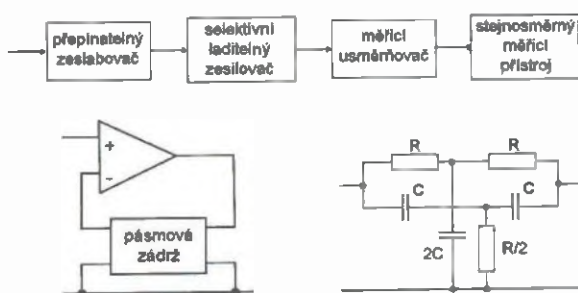 přepínatelný
zeslabovač
selektivní
laditelný
zesilovač
měřicí
usměrňovač
stejnosměrný
měřicí
přístroj
+
-
pásmová
zádrž
R
R
C
C
2C
R/2